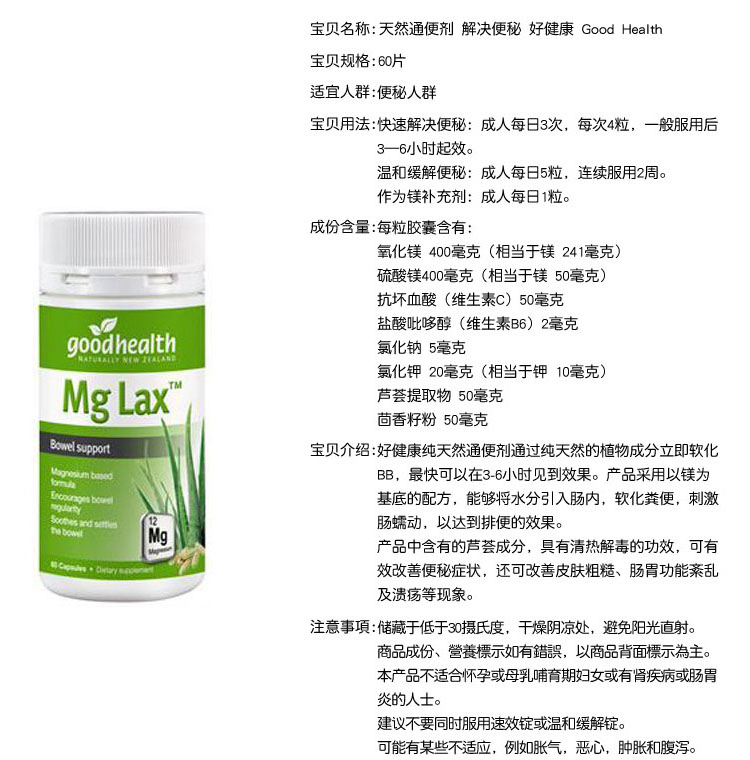 宝贝名称:天然通便剂 解决便秘 好健康 Good Health
宝贝规格:60片
适宜人群:便秘人群
宝贝用法:快速解决便秘：成人每日3次，每次4粒，一般服用后
3—6小时起效。
温和缓解便秘：成人每日5粒，连续服用2周。
作为镁补充剂：成人每日1粒。
成份含量:每粒胶囊含有：
氧化镁 400毫克（相当于镁 241毫克）
硫酸镁400毫克（相当于镁 50毫克）
抗坏血酸（维生素C）50毫克
盐酸吡哆醇（维生素B6）2毫克
氯化钠 5毫克
氯化钾 20毫克（相当于钾 10毫克）
芦荟提取物 50毫克
茴香籽粉 50毫克
宝贝介绍:好健康纯天然通便剂通过纯天然的植物成分立即软化
BB，最快可以在3-6小时见到效果。产品采用以镁为
基底的配方，能够将水分引入肠内，软化粪便，刺激
肠蠕动，以达到排便的效果。
产品中含有的芦荟成分，具有清热解毒的功效，可有
效改善便秘症状，还可改善皮肤粗糙、肠胃功能紊乱
及溃疡等现象。
注意事項:储藏于低于30摄氏度，干燥阴凉处，避免阳光直射。
商品成份、營養標示如有錯誤，以商品背面標示為主。
本产品不适合怀孕或母乳哺育期妇女或有肾疾病或肠胃
炎的人士。
建议不要同时服用速效锭或温和缓解锭。
可能有某些不适应，例如胀气，恶心，肿胀和腹泻。
goodhealth
NATURALLY NEW ZEALAND
Mg Lax™
Bowel support
Magnesium based
formula
Encourages bowel
regularity
Soothes and settles
the bowel
12
Mg
Magnesium
60 Capsules • Dietary supplement